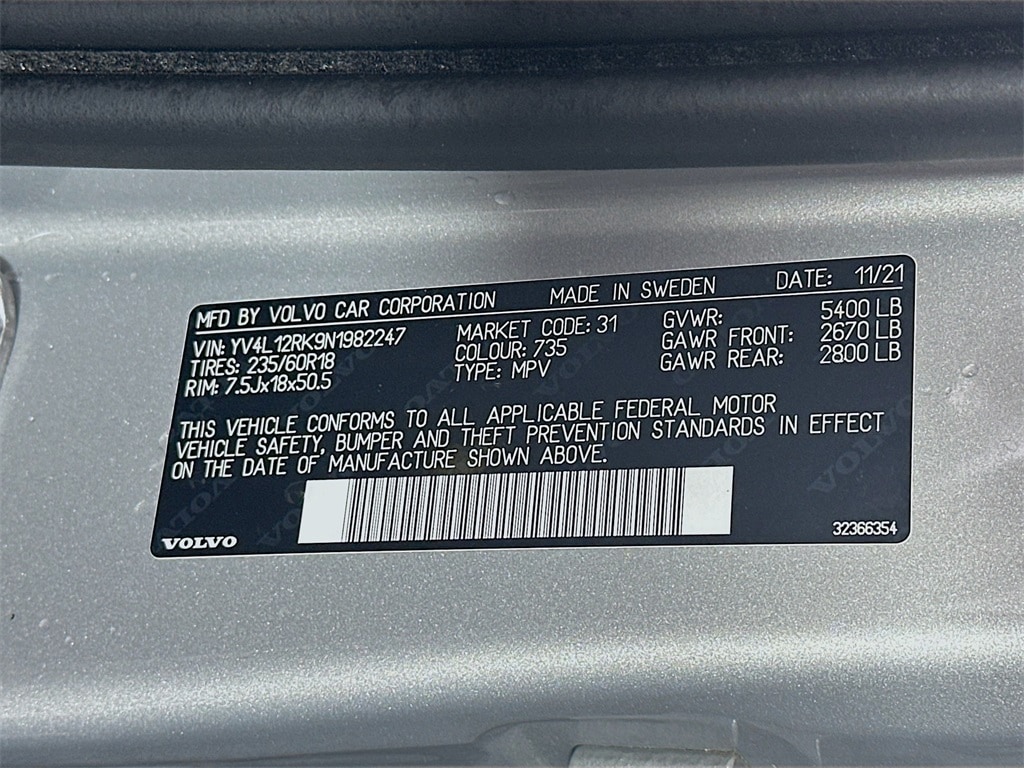 MFD BY VOLVO CAR CORPORATION MADE IN SWEDEN DATE: 11/21
VIN: YV4L12RK9N1982247 MARKET CODE: 31 GVWR: 5400 LB
TIRES: 235/60R18 COLOUR: 735 GAWR FRONT: 2670 LB
RIM: 7.5Jx18x50.5 TYPE: MPV GAWR REAR: 2800 LB
THIS VEHICLE CONFORMS TO ALL APPLICABLE FEDERAL MOTOR
VEHICLE SAFETY, BUMPER AND THEFT PREVENTION STANDARDS IN EFFECT
ON THE DATE OF MANUFACTURE SHOWN ABOVE.
VOLVO 32366354